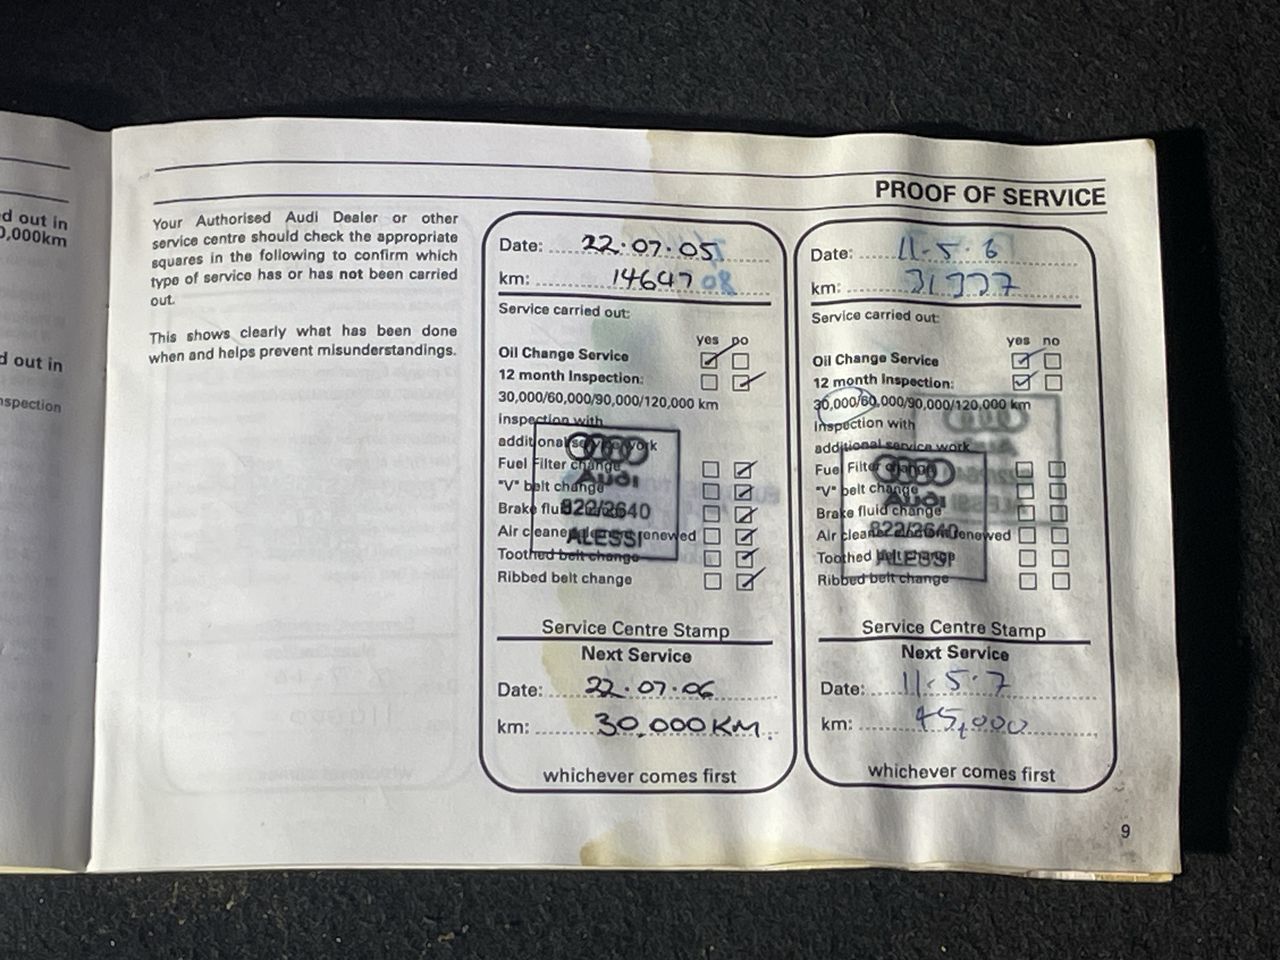 d out in
0,000km
d out in
nspection
PROOF OF SERVICE
Your Authorised Audi Dealer or other
service centre should check the appropriate
squares in the following to confirm which
type of service has or has not been carried
out.
This shows clearly what has been done
when and helps prevent misunderstandings.
Date: 22.07.05
km: 14647
Service carried out:
yes no
Oil Change Service
12 month Inspection:
30,000/60,000/90,000/120,000 km
inspection with
additional service work
Fuel Filter change
"V" belt change
Brake fluid
Air cleaner renewed
Toothed belt change
Ribbed belt change
Audi
822/2640
ALESSI
Service Centre Stamp
Next Service
Date: 22.07.06
km: 30,000KM.
whichever comes first
Date: 11.5.6
km:
Service carried out:
yes no
Oil Change Service
12 month Inspection:
30,000/60,000/90,000/120,000 km
inspection with
additional service work
Fuel Filter change
"V" belt change
Brake fluid change
Air cleaner renewed
Toothed belt change
Ribbed belt change
Audi
822/2640
ALESSI
Service Centre Stamp
Next Service
Date: 11.5.7
km: 45,000
whichever comes first
9